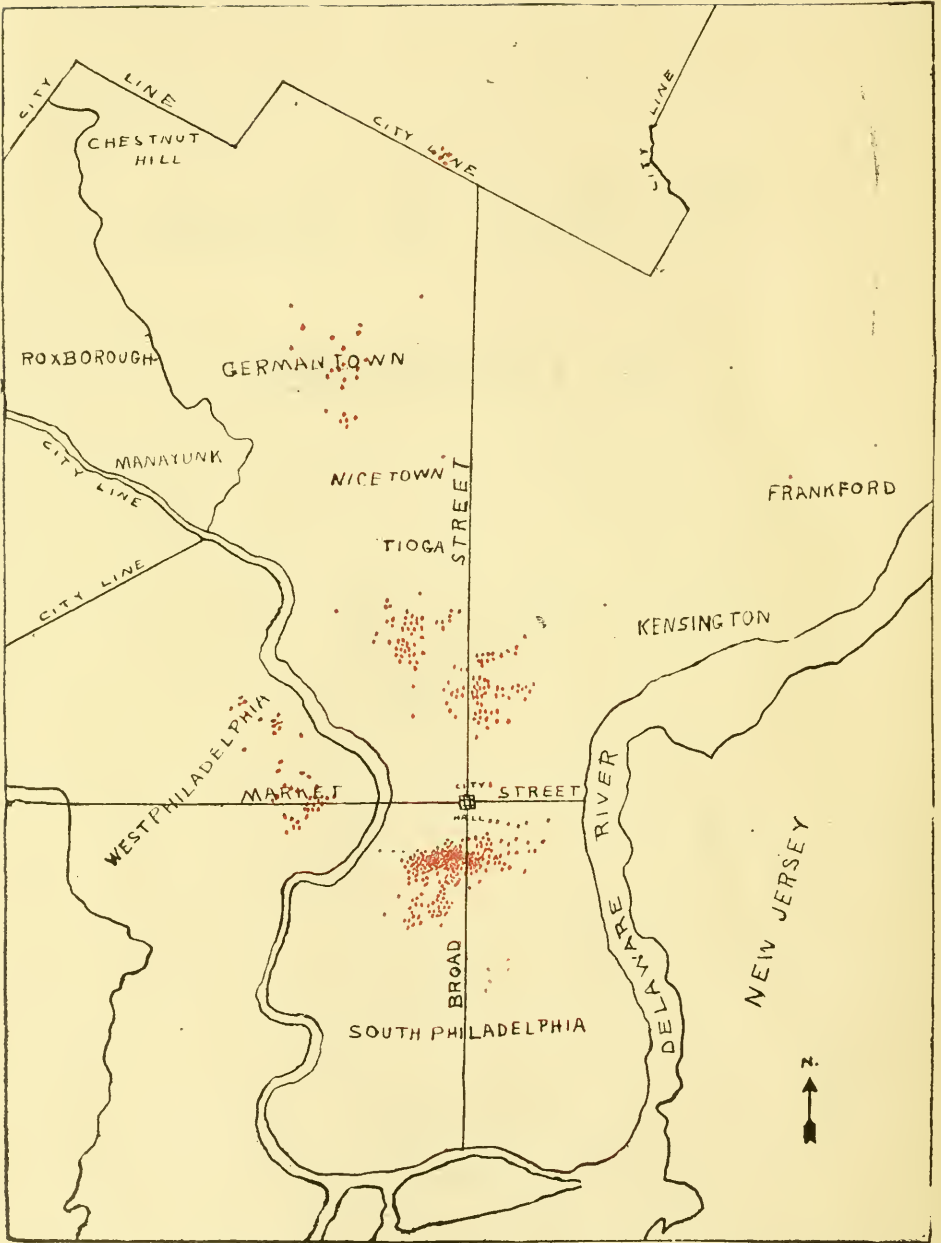 CITY LINE
CHESTNUT
HILL
CITY LINE
CITY LINE
ROXBOROUGH
GERMANTOWN
MANAYUNK
CITY LINE
NICETOWN
STREET
FRANKFORD
TIOGA
CITY LINE
KENSINGTON
WEST PHILADELPHIA
MARKET STREET
CITY
HALL
DELAWARE RIVER
NEW JERSEY
BROAD
SOUTH PHILADELPHIA
N.